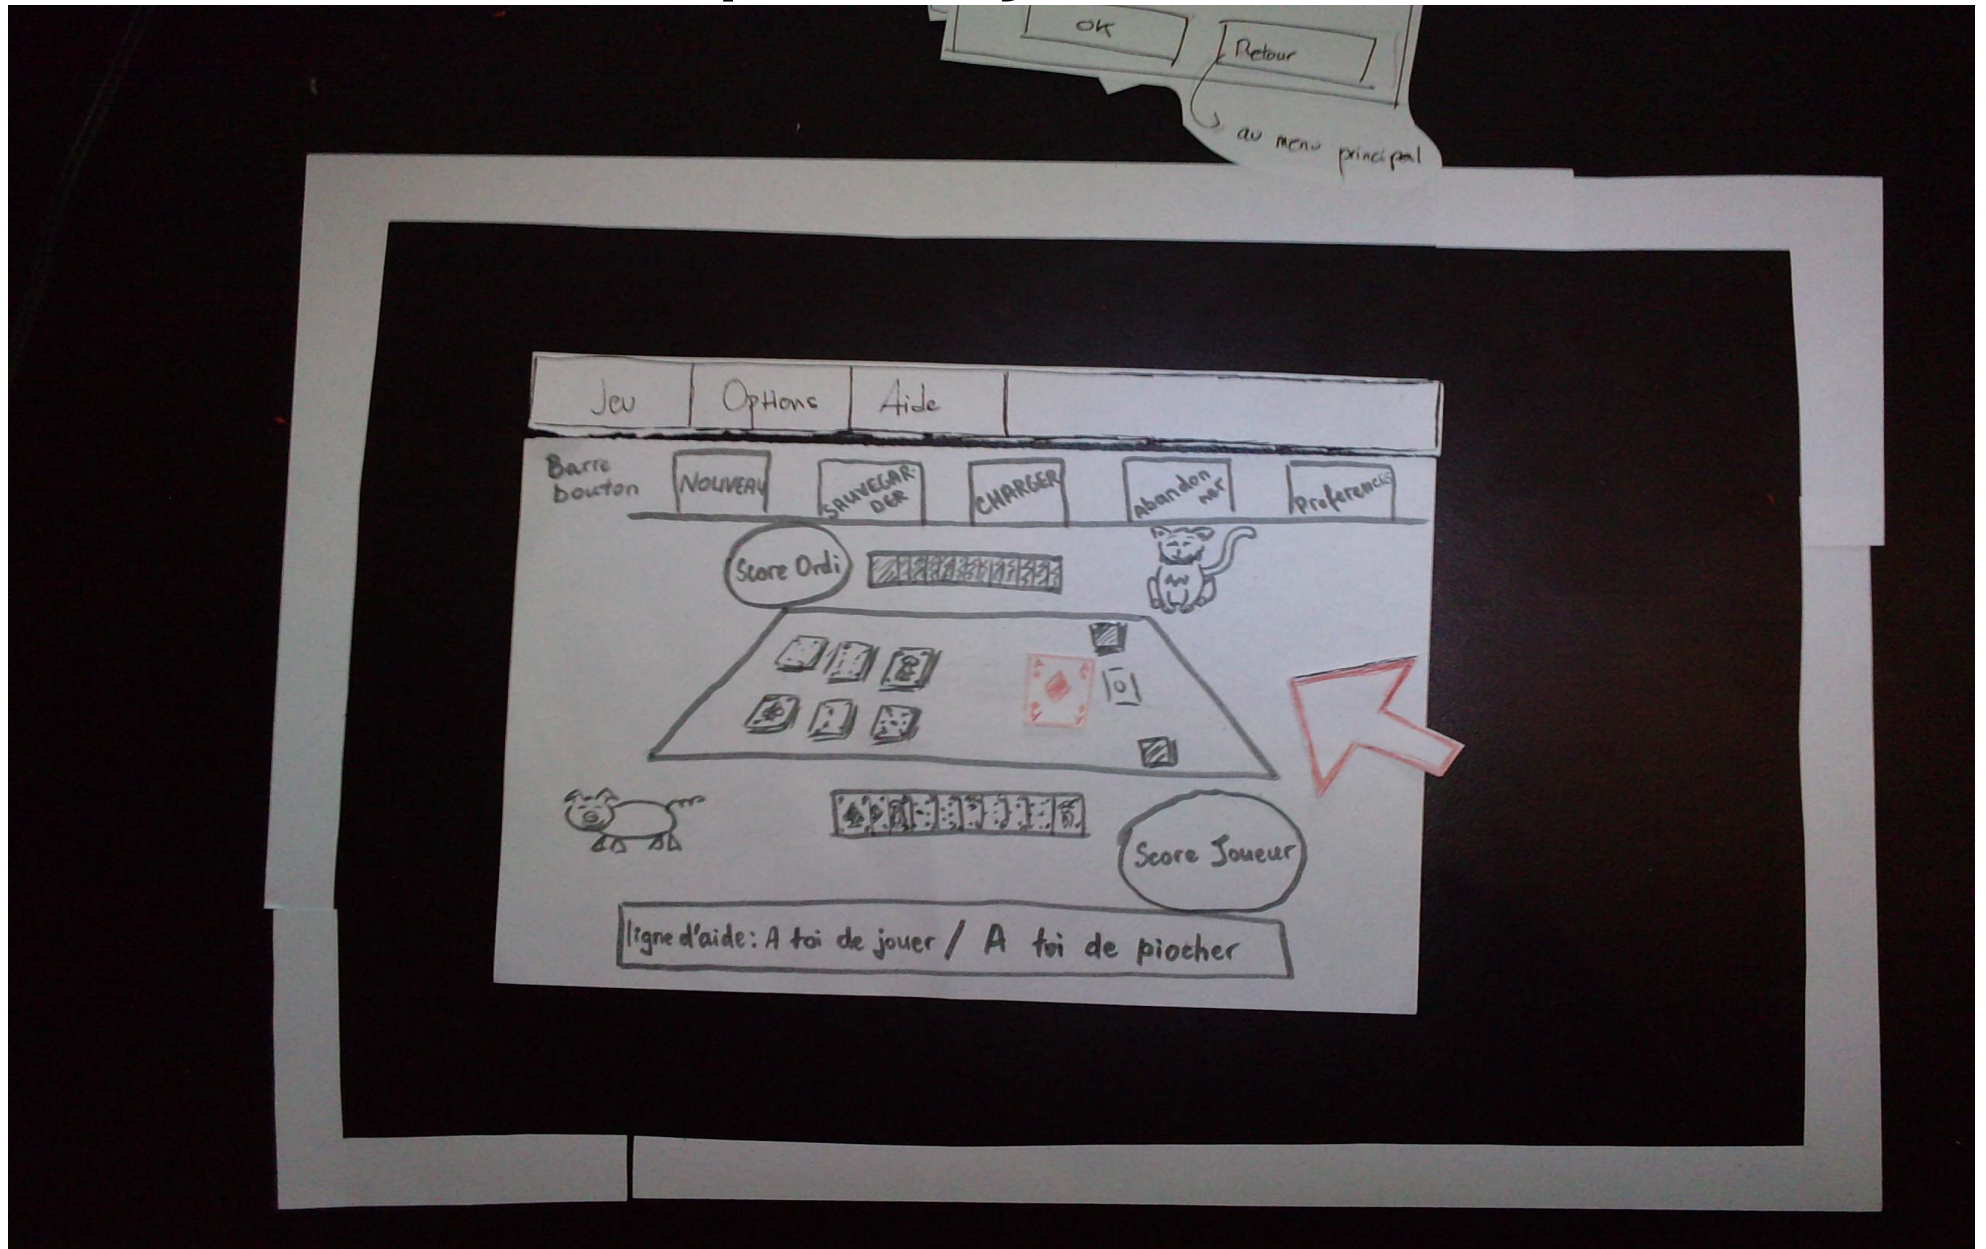 OK
Retour
au menu principal
Jeu Options Aide
Barre bouton
NOUVEAU
SAUVEGAR-
DER
CHARGER
Abandon
ner
Preferences
Score Ordi
Score Joueur
ligne d'aide: A toi de jouer / A toi de piocher